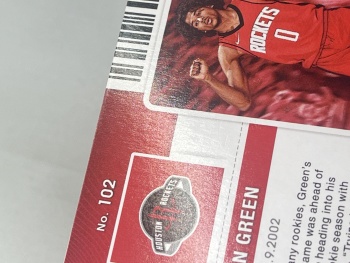 ROCKETS
0
No. 102
HOUSTON
ROCKETS
N GREEN
.9.2002
ny rookies, Green's
ame was ahead of
heading into his
kie season with